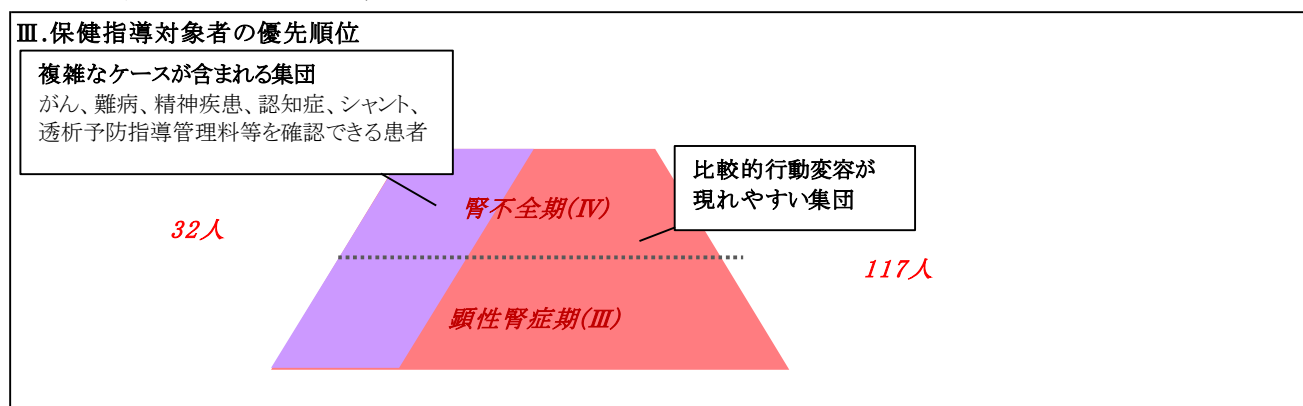 Ⅲ.保健指導対象者の優先順位
複雑なケースが含まれる集団
がん、難病、精神疾患、認知症、シャント、
透析予防指導管理料等を確認できる患者
比較的行動変容が
現れやすい集団
腎不全期(Ⅳ)
32人
117人
顕性腎症期(Ⅲ)